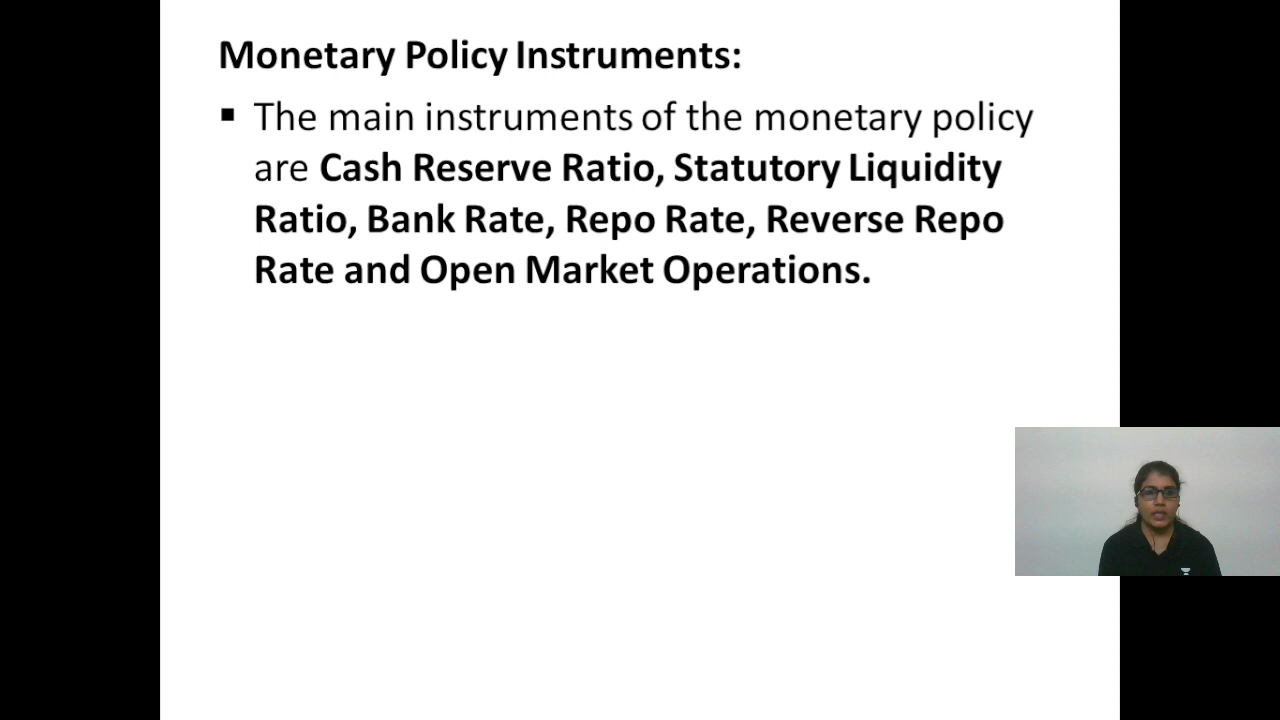 Monetary Policy Instruments:
▪ The main instruments of the monetary policy
are Cash Reserve Ratio, Statutory Liquidity
Ratio, Bank Rate, Repo Rate, Reverse Repo
Rate and Open Market Operations.